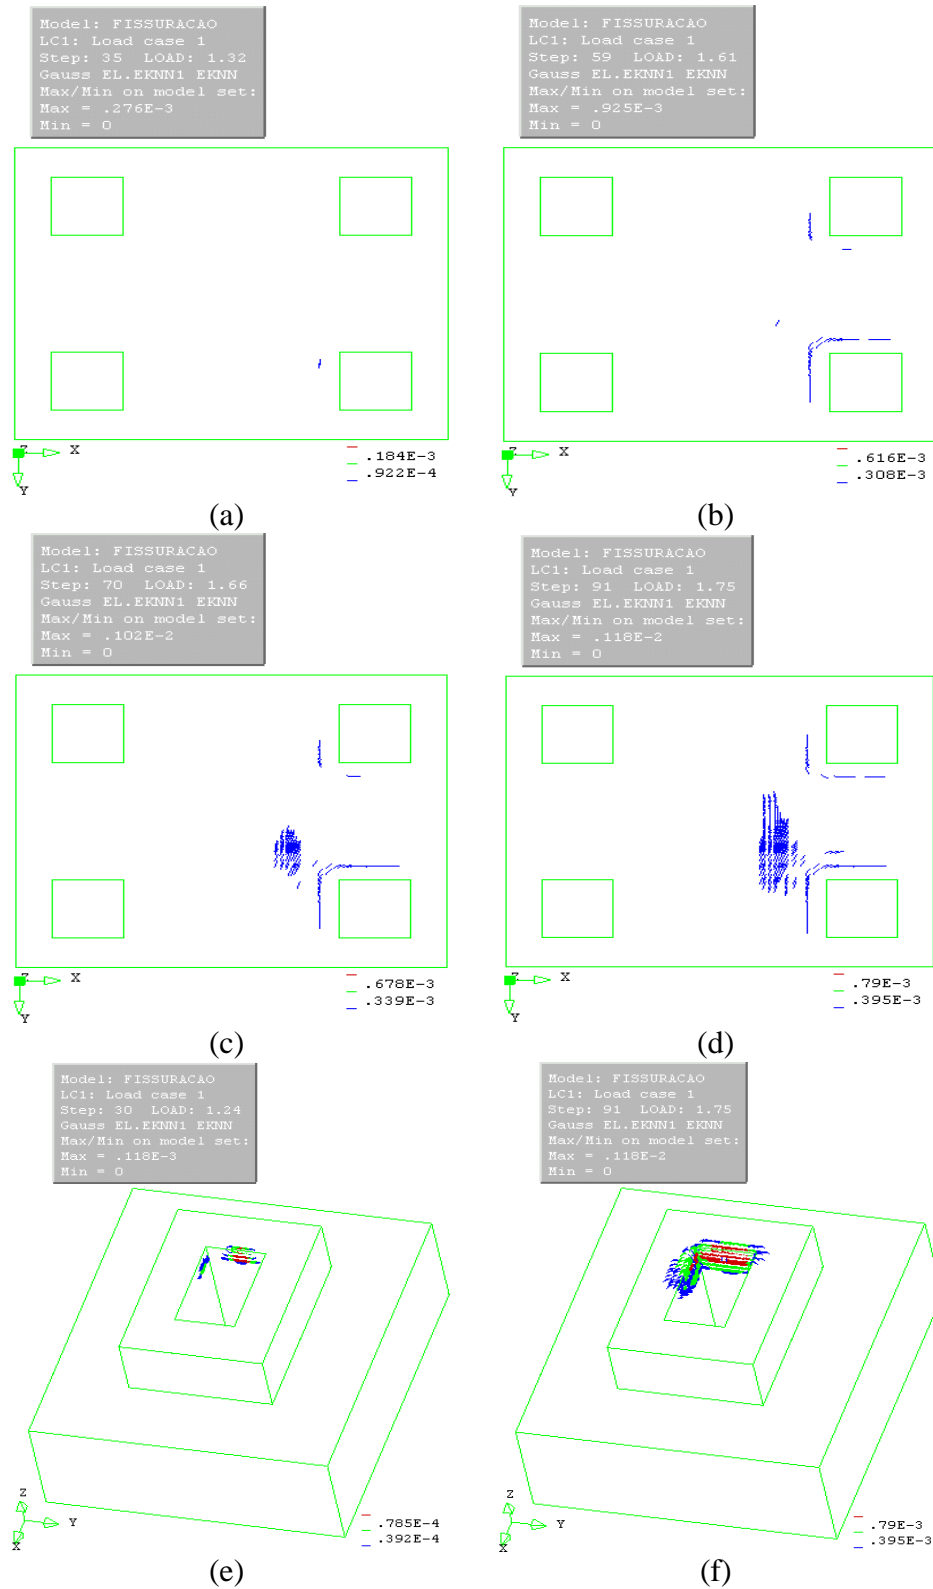 Model: FISSURACAO
LC1: Load case 1
Step: 35 LOAD: 1.32
Gauss EL.EKNN1 EKNN
Max/Min on model set:
Max = .276E-3
Min = 0
Z X
Y
.184E-3
.922E-4
(a)
Model: FISSURACAO
LC1: Load case 1
Step: 59 LOAD: 1.61
Gauss EL.EKNN1 EKNN
Max/Min on model set:
Max = .925E-3
Min = 0
Z X
Y
.616E-3
.308E-3
(b)
Model: FISSURACAO
LC1: Load case 1
Step: 70 LOAD: 1.66
Gauss EL.EKNN1 EKNN
Max/Min on model set:
Max = .102E-2
Min = 0
Z X
Y
.678E-3
.339E-3
(c)
Model: FISSURACAO
LC1: Load case 1
Step: 91 LOAD: 1.75
Gauss EL.EKNN1 EKNN
Max/Min on model set:
Max = .118E-2
Min = 0
Z X
Y
.79E-3
.395E-3
(d)
Model: FISSURACAO
LC1: Load case 1
Step: 30 LOAD: 1.24
Gauss EL.EKNN1 EKNN
Max/Min on model set:
Max = .118E-3
Min = 0
Z
Y
X
.785E-4
.392E-4
(e)
Model: FISSURACAO
LC1: Load case 1
Step: 91 LOAD: 1.75
Gauss EL.EKNN1 EKNN
Max/Min on model set:
Max = .118E-2
Min = 0
Z
Y
X
.79E-3
.395E-3
(f)